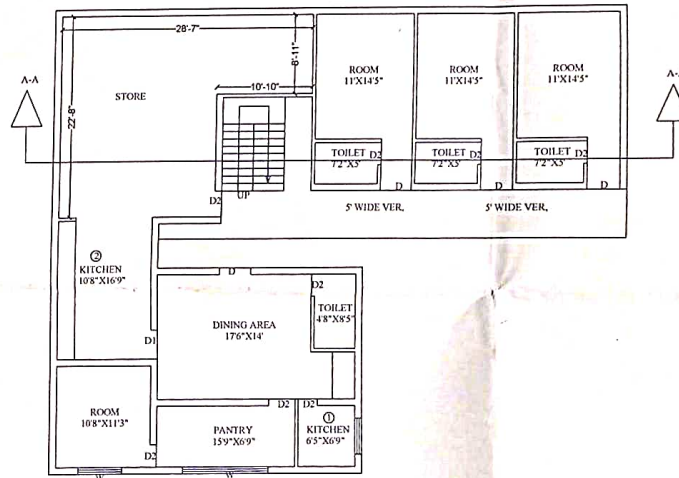 28'-7"
8'-11"
ROOM
11'X14'5"
ROOM
11'X14'5"
ROOM
11'X14'5"
A-A
A-A
STORE
10'-10"
22'-8"
TOILET
7'2"X5'
D2
TOILET
7'2"X5'
D2
TOILET
7'2"X5'
D2
D
D
D
D2
UP
5' WIDE VER.
5' WIDE VER.
②
KITCHEN
10'8"X16'9"
D
D2
TOILET
4'8"X8'5"
DINING AREA
17'6"X14'
D1
D2
D2
ROOM
10'8"X11'3"
①
KITCHEN
6'5"X6'9"
PANTRY
15'9"X6'9"
D2
W
W